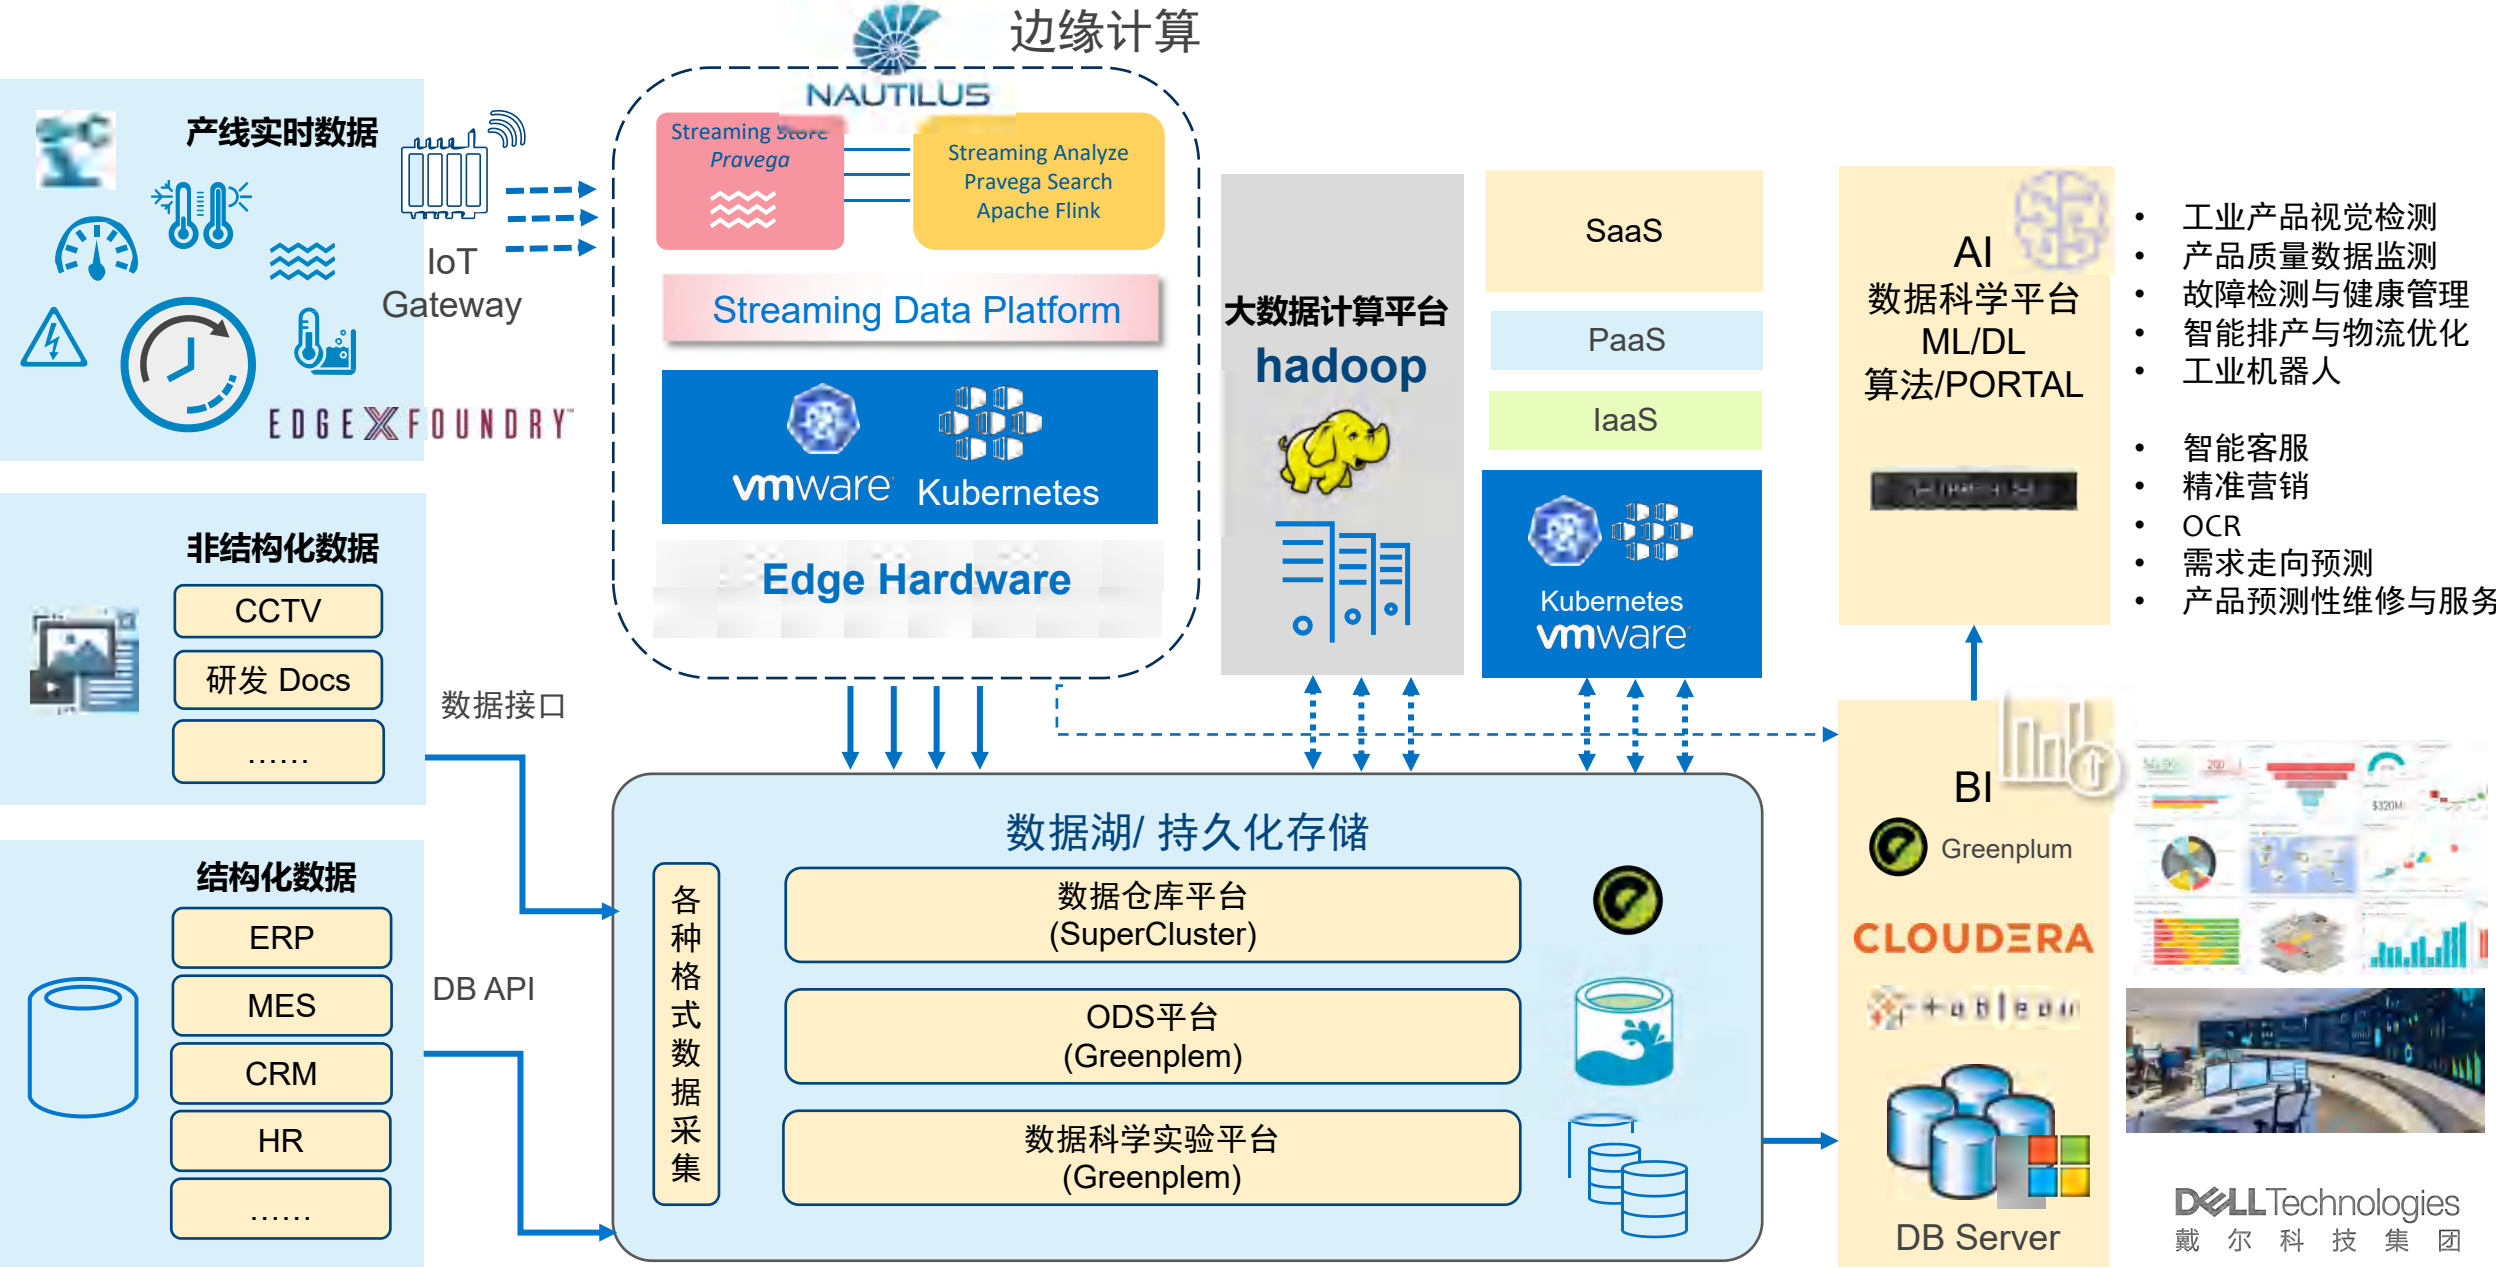 边缘计算
NAUTILUS
产线实时数据
IoT
Gateway
EDGE X FOUNDRY
Streaming Store
Pravega
Streaming Analyze
Pravega Search
Apache Flink
Streaming Data Platform
vmware
Kubernetes
Edge Hardware
大数据计算平台
hadoop
SaaS
PaaS
IaaS
Kubernetes
vmware
AI
数据科学平台
ML/DL
算法/PORTAL
• 工业产品视觉检测
• 产品质量数据监测
• 故障检测与健康管理
• 智能排产与物流优化
• 工业机器人
• 智能客服
• 精准营销
• OCR
• 需求走向预测
• 产品预测性维修与服务
非结构化数据
CCTV
研发 Docs
……
数据接口
结构化数据
ERP
MES
CRM
HR
……
DB API
数据湖/ 持久化存储
各种格式数据采集
数据仓库平台
(SuperCluster)
ODS平台
(Greenplem)
数据科学实验平台
(Greenplem)
BI
Greenplum
CLOUDERA
tableau
DB Server
$320M
DELL Technologies
戴尔科技集团